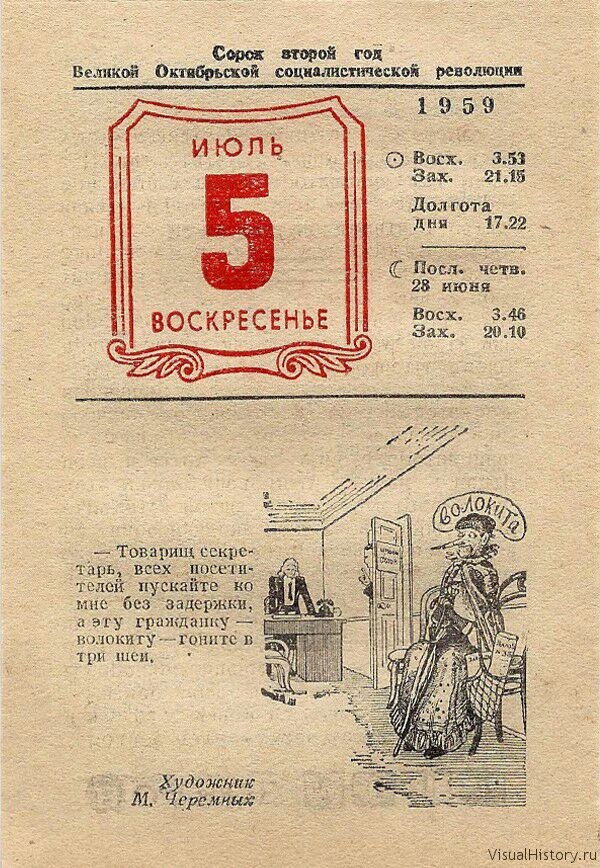 Сорок второй год
Великой Октябрьской социалистической революции
1959
ИЮЛЬ
5
ВОСКРЕСЕНЬЕ
Восх. 3.53
Зах. 21.15
Долгота
дня 17.22
Посл. четв.
28 июня
Восх. 3.46
Зах. 20.10
— Товарищ секре-
тарь, всех посети-
телей пускайте ко
мне без задержки,
а эту гражданку —
волокиту — гоните в
три шеи.
Волокита
Художник
М. Черемных
VisualHistory.ru